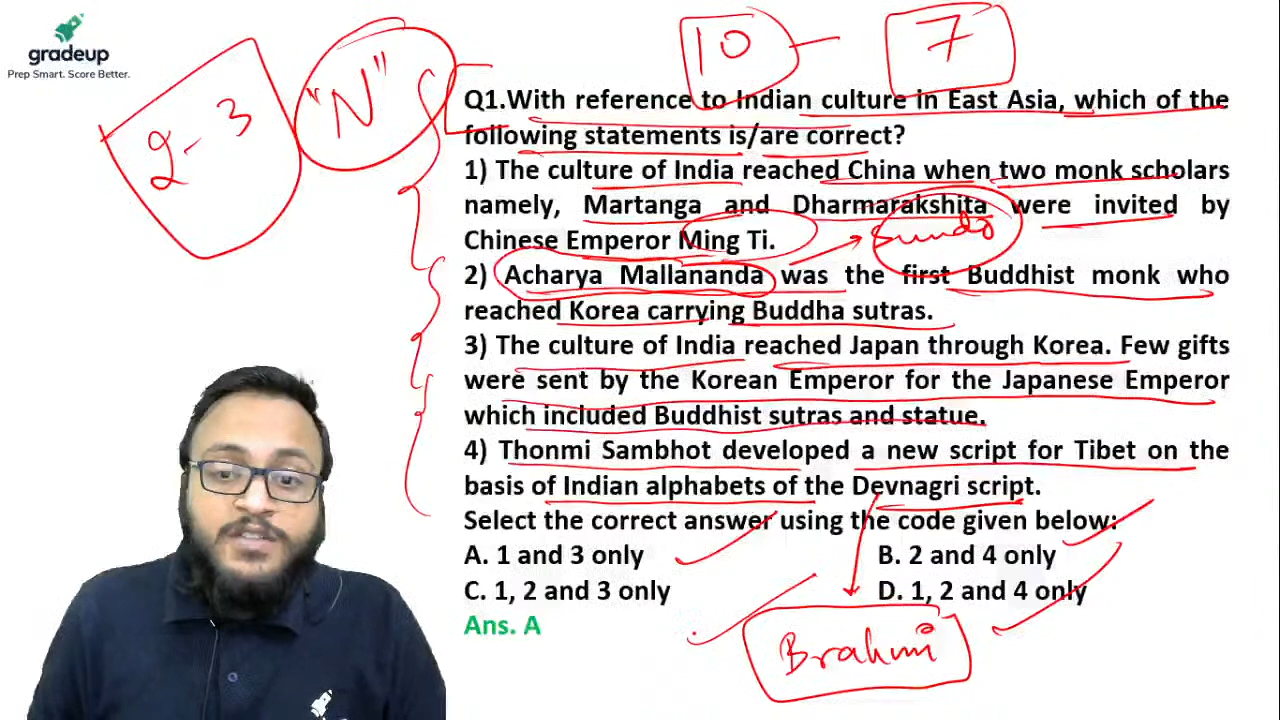 gradeup
Prep Smart. Score Better.
2-3
"N"
10 - 7
Q1.With reference to Indian culture in East Asia, which of the
following statements is/are correct?
1) The culture of India reached China when two monk scholars
namely, Martanga and Dharmarakshita were invited by
Chinese Emperor Ming Ti.
Sundo
2) Acharya Mallananda was the first Buddhist monk who
reached Korea carrying Buddha sutras.
3) The culture of India reached Japan through Korea. Few gifts
were sent by the Korean Emperor for the Japanese Emperor
which included Buddhist sutras and statue.
4) Thonmi Sambhot developed a new script for Tibet on the
basis of Indian alphabets of the Devnagri script.
Select the correct answer using the code given below:
A. 1 and 3 only B. 2 and 4 only
C. 1, 2 and 3 only D. 1, 2 and 4 only
Ans. A
Brahmi